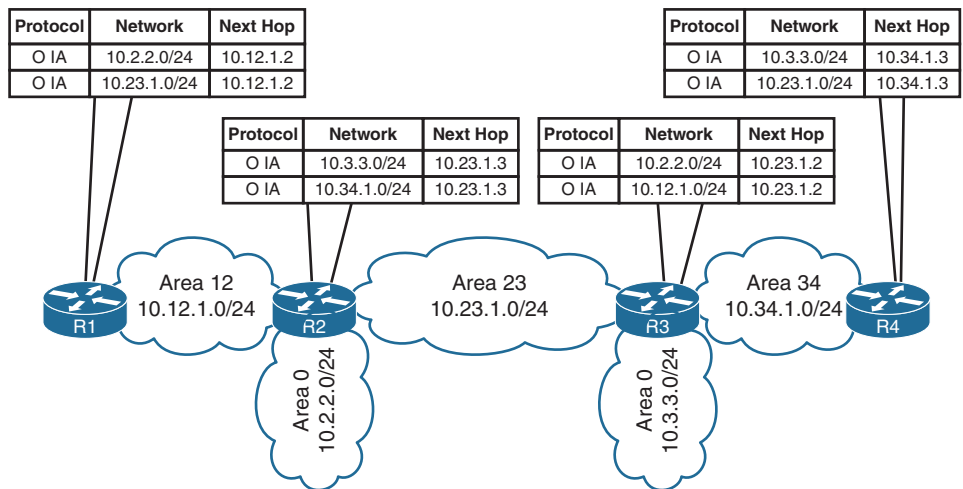 Protocol Network Next Hop
O IA 10.2.2.0/24 10.12.1.2
O IA 10.23.1.0/24 10.12.1.2
Protocol Network Next Hop
O IA 10.3.3.0/24 10.34.1.3
O IA 10.23.1.0/24 10.34.1.3
Protocol Network Next Hop
O IA 10.3.3.0/24 10.23.1.3
O IA 10.34.1.0/24 10.23.1.3
Protocol Network Next Hop
O IA 10.2.2.0/24 10.23.1.2
O IA 10.12.1.0/24 10.23.1.2
R1
Area 12
10.12.1.0/24
R2
Area 23
10.23.1.0/24
R3
Area 34
10.34.1.0/24
R4
Area 0
10.2.2.0/24
Area 0
10.3.3.0/24